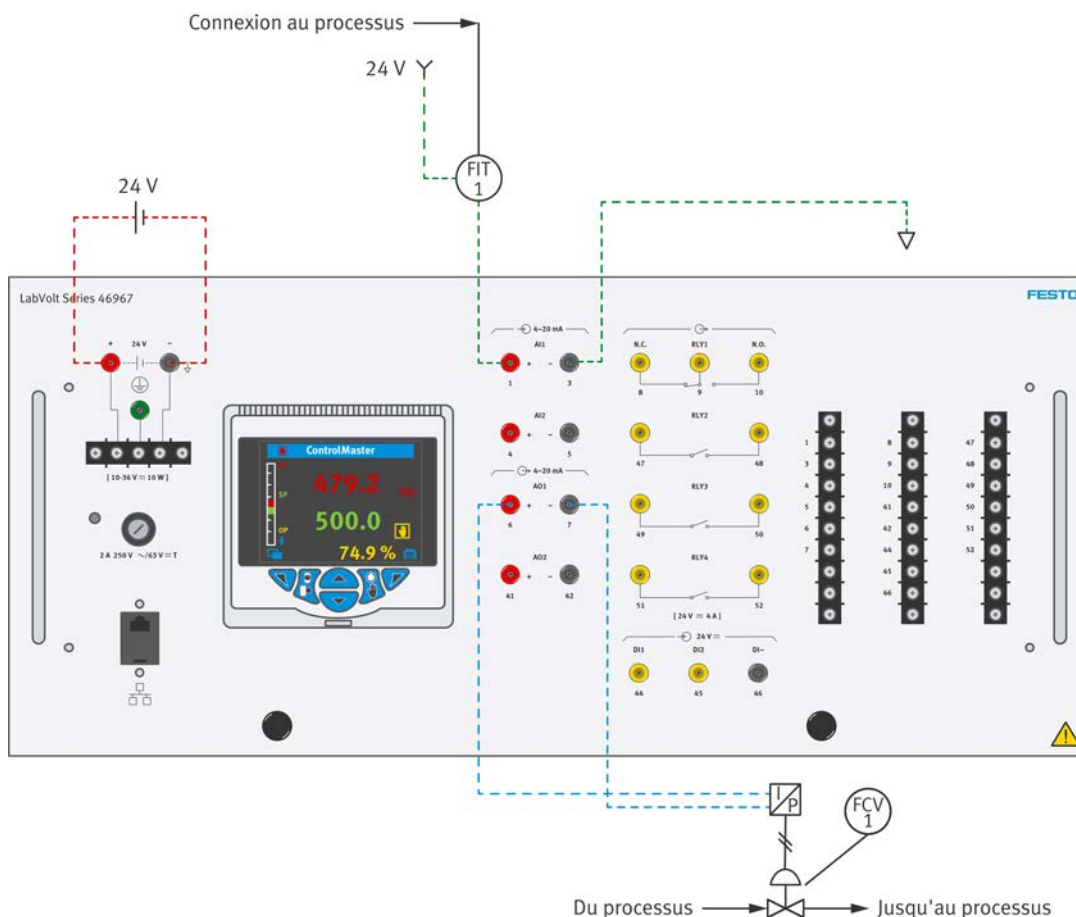 Connexion au processus
24 V
FIT
1
24 V
LabVolt Series 46967
FESTO
+ 24 V -
4-20 mA
AI1
+ -
1 3
N.C. RLY1 N.O.
8 9 10
AI2
+ -
4 5
RLY2
47 48
4-20 mA
AO1
+ -
6 7
RLY3
49 50
AO2
+ -
41 42
RLY4
51 52
[ 24 V ⎓ 4 A ]
24 V ⎓
DI1 DI2 DI-
44 45 46
[ 10-36 V ⎓ 10 W ]
2 A 250 V ~/63 V ⎓ T
ControlMaster
479.2
SP
500.0
OP
74.9 %
1 8 47
3 9 48
4 10 49
5 41 50
6 42 51
7 44 52
45
46
I
P
FCV
1
Du processus
Jusqu'au processus